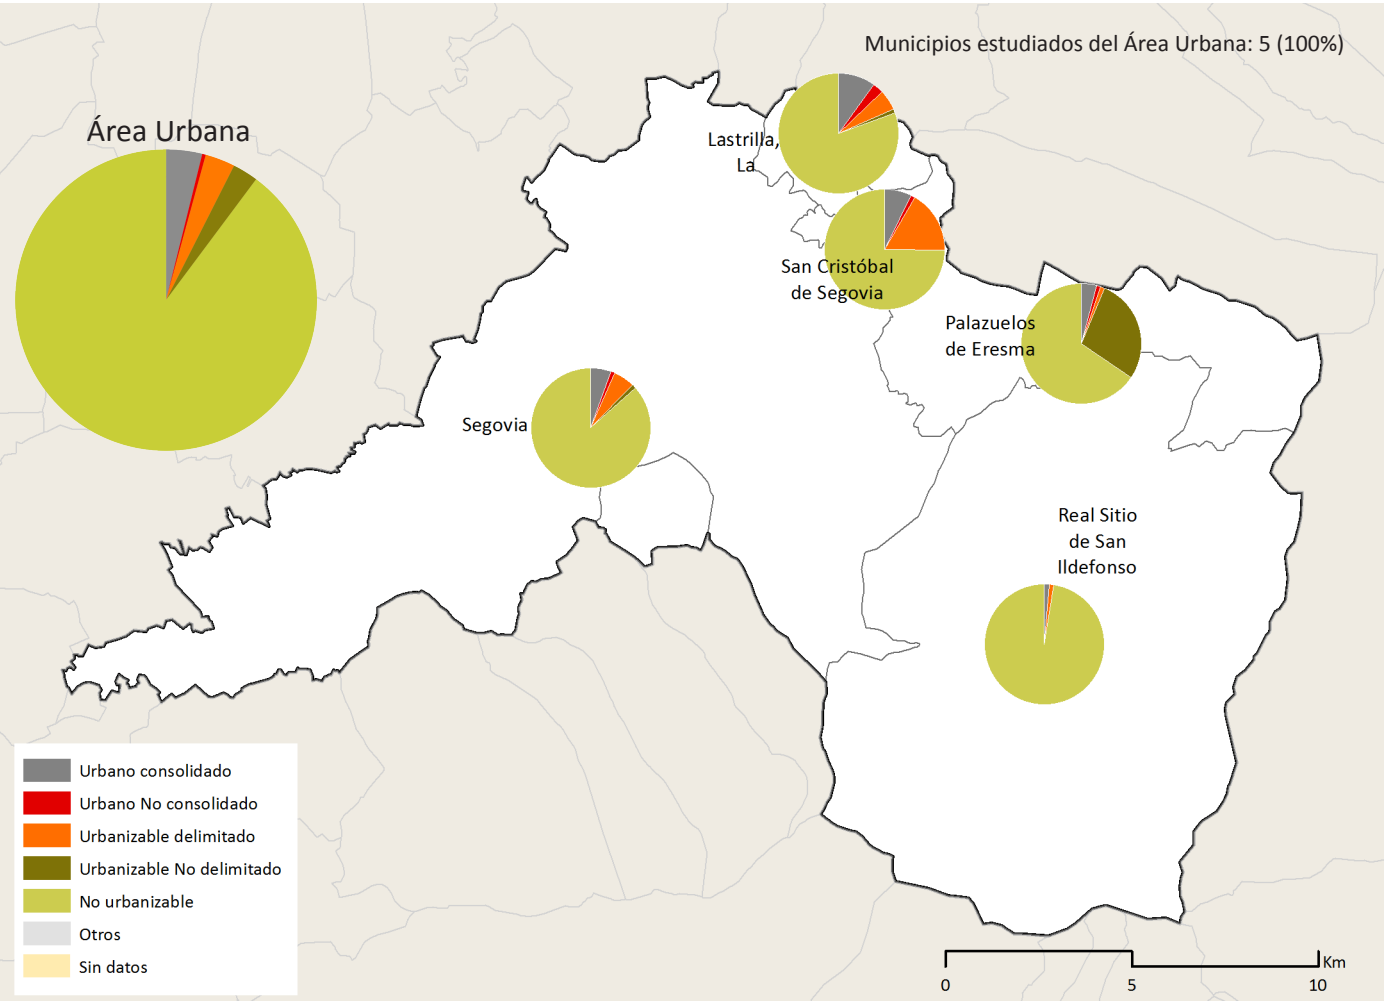 Municipios estudiados del Área Urbana: 5 (100%)
Área Urbana
Lastrilla,
La
San Cristóbal
de Segovia
Palazuelos
de Eresma
Segovia
Real Sitio
de San
Ildefonso
Urbano consolidado
Urbano No consolidado
Urbanizable delimitado
Urbanizable No delimitado
No urbanizable
Otros
Sin datos
Km
0 5 10